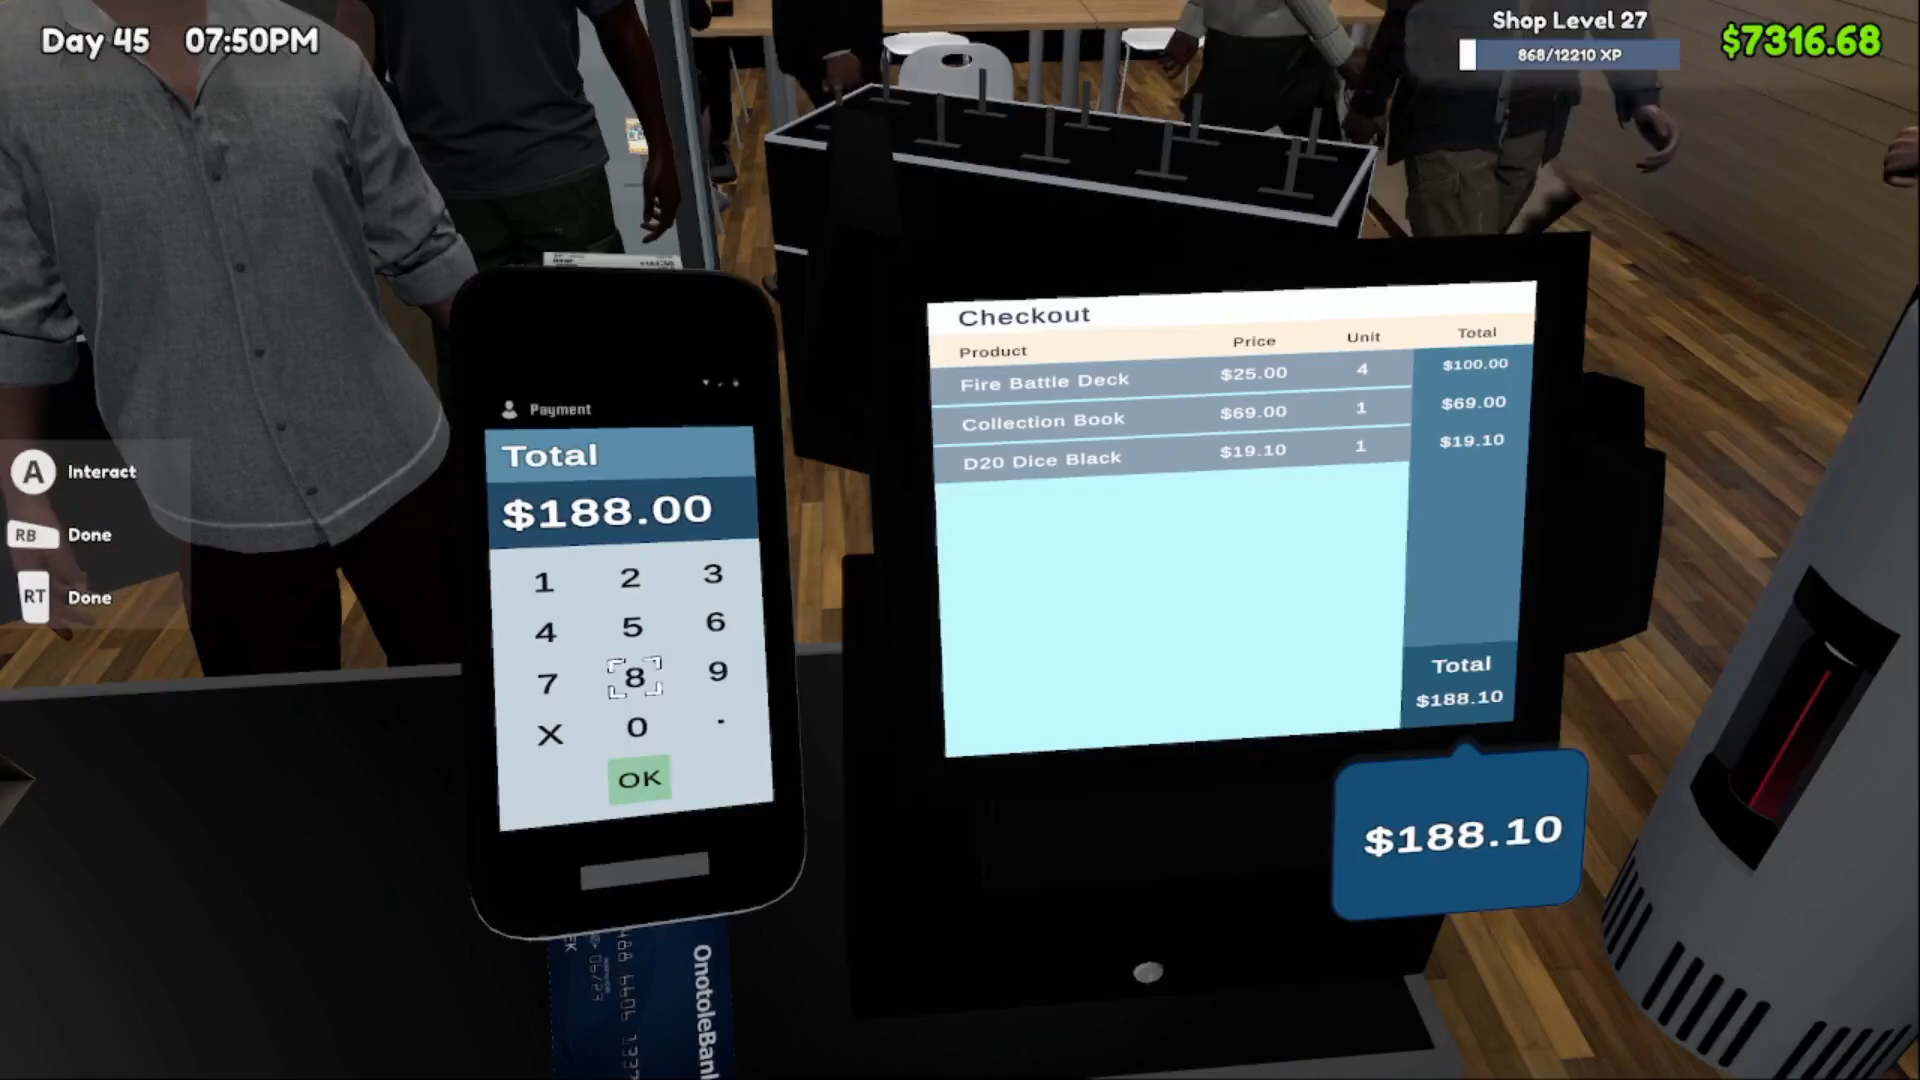 Day 45 07:50PM
Shop Level 27
868/12210 XP
$7316.68
A Interact
RB Done
RT Done
Payment
Total
$188.00
1 2 3
4 5 6
7 8 9
X 0 .
OK
Checkout
Product Price Unit Total
Fire Battle Deck $25.00 4 $100.00
Collection Book $69.00 1 $69.00
D20 Dice Black $19.10 1 $19.10
Total
$188.10
$188.10
OnotoleBank